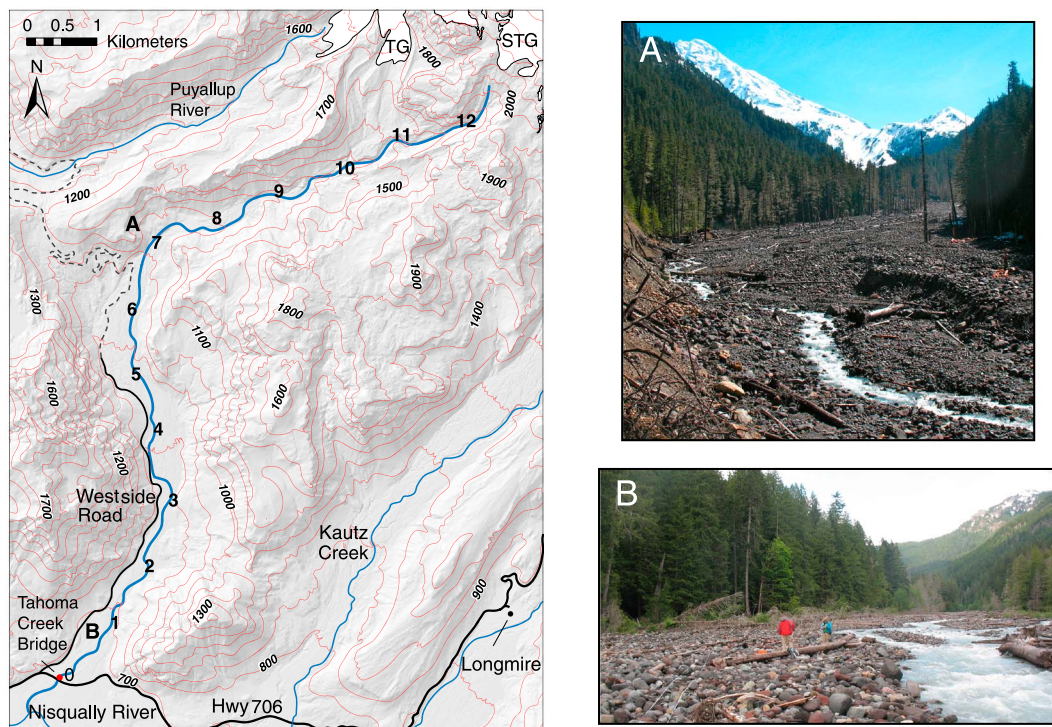 0 0.5 1
Kilometers
N
1600
TG
STG
1800
Puyallup
River
1700
2000
12
11
10
1200
1500
9
1900
8
A
7
1300
1900
6
1800
1400
1100
5
1600
1600
4
1200
Westside
Road
3
1700
1000
Kautz
Creek
2
900
Tahoma
Creek
Bridge
1
B
1300
800
Longmire
0
700
Nisqually River
Hwy 706
A
B